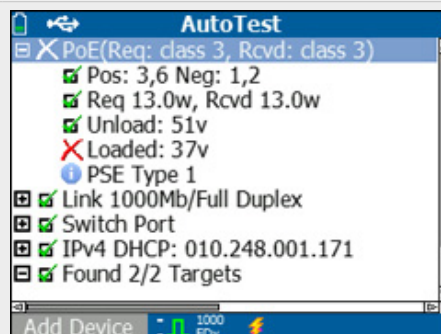 AutoTest
PoE(Req: class 3, Rcvd: class 3)
Pos: 3,6 Neg: 1,2
Req 13.0w, Rcvd 13.0w
Unload: 51v
Loaded: 37v
PSE Type 1
Link 1000Mb/Full Duplex
Switch Port
IPv4 DHCP: 010.248.001.171
Found 2/2 Targets
Add Device
1000
FDx